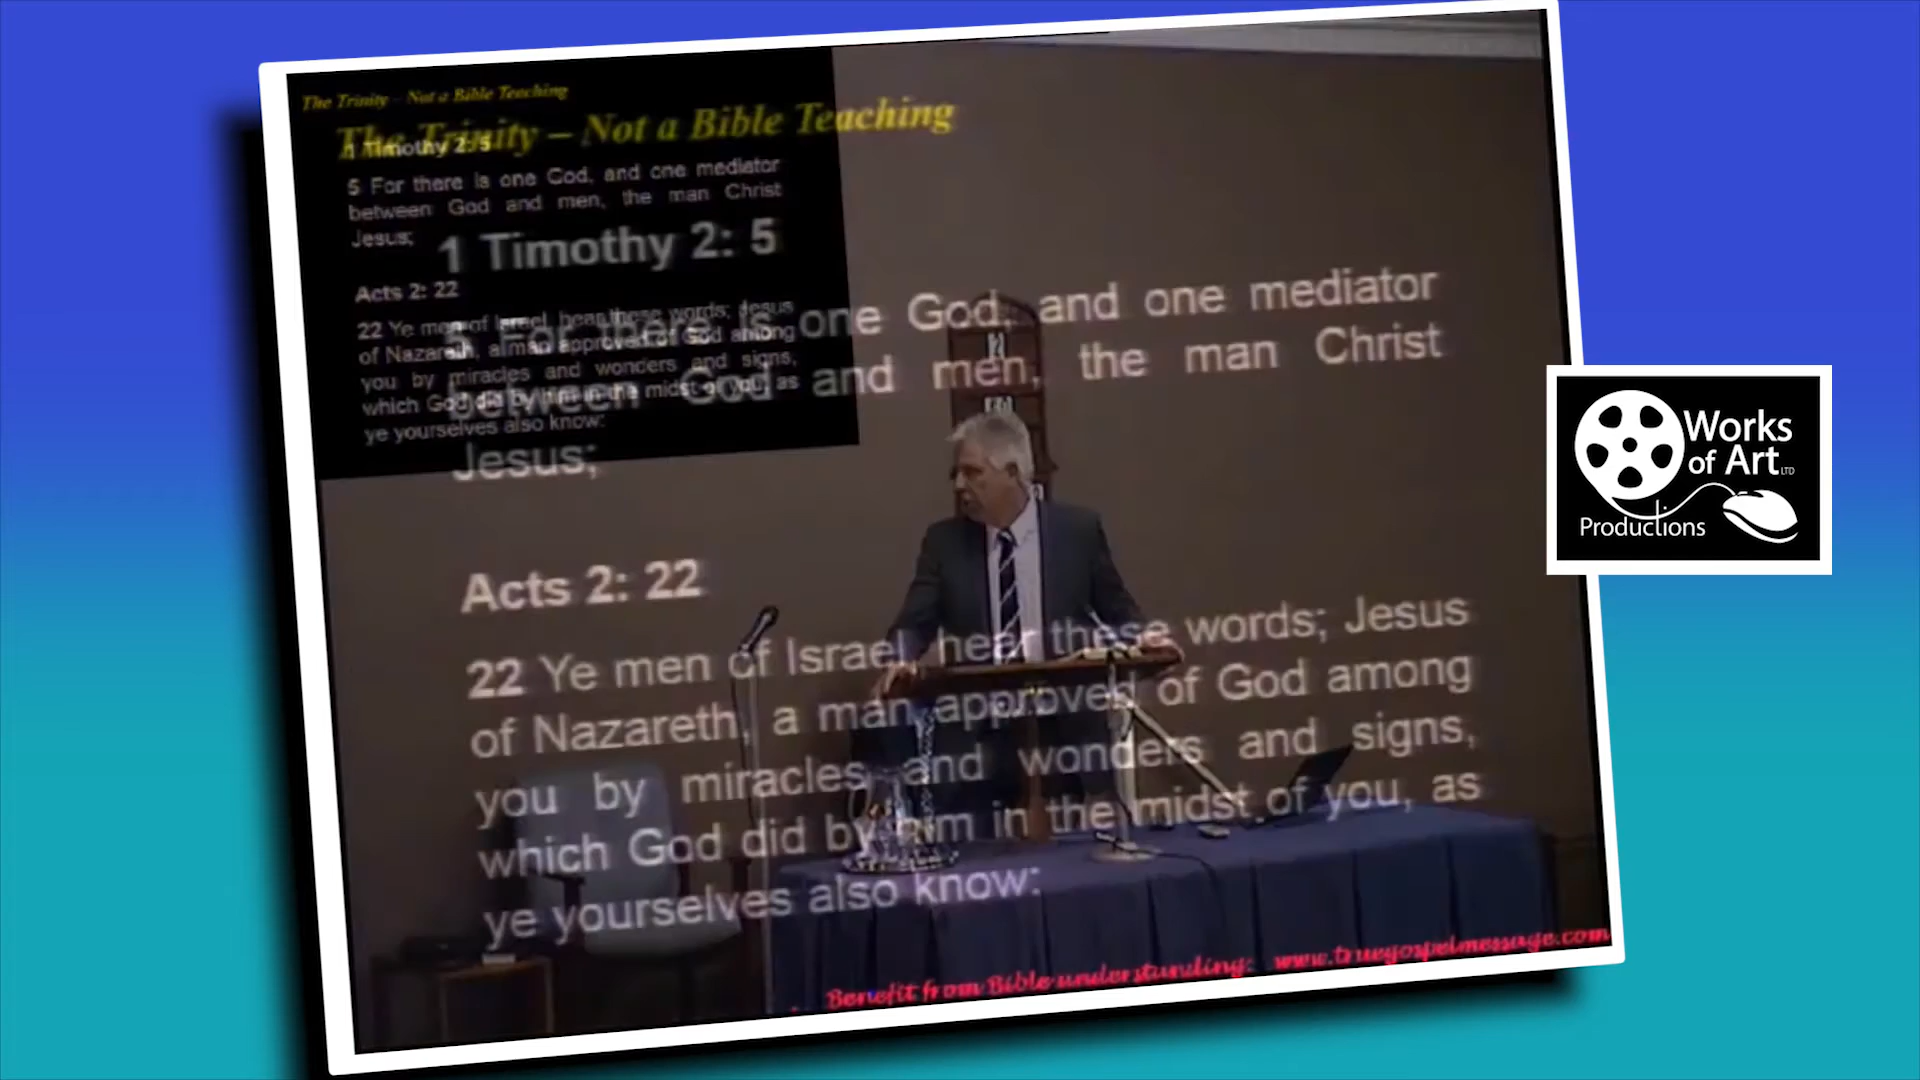 The Trinity - Not a Bible Teaching
1 Timothy 2: 5
5 For there is one God, and one mediator
between God and men, the man Christ
Jesus;
Acts 2: 22
22 Ye men of Israel, hear these words; Jesus
of Nazareth, a man approved of God among
you by miracles and wonders and signs,
which God did by him in the midst of you, as
ye yourselves also know:
The Trinity – Not a Bible Teaching
1 Timothy 2: 5
5 For there is one God, and one mediator
between God and men, the man Christ
Jesus;
Acts 2: 22
22 Ye men of Israel, hear these words; Jesus
of Nazareth, a man approved of God among
you by miracles and wonders and signs,
which God did by him in the midst of you, as
ye yourselves also know:
Benefit from Bible understanding: www.truegospelmessage.com
Works
of Art LTD
Productions